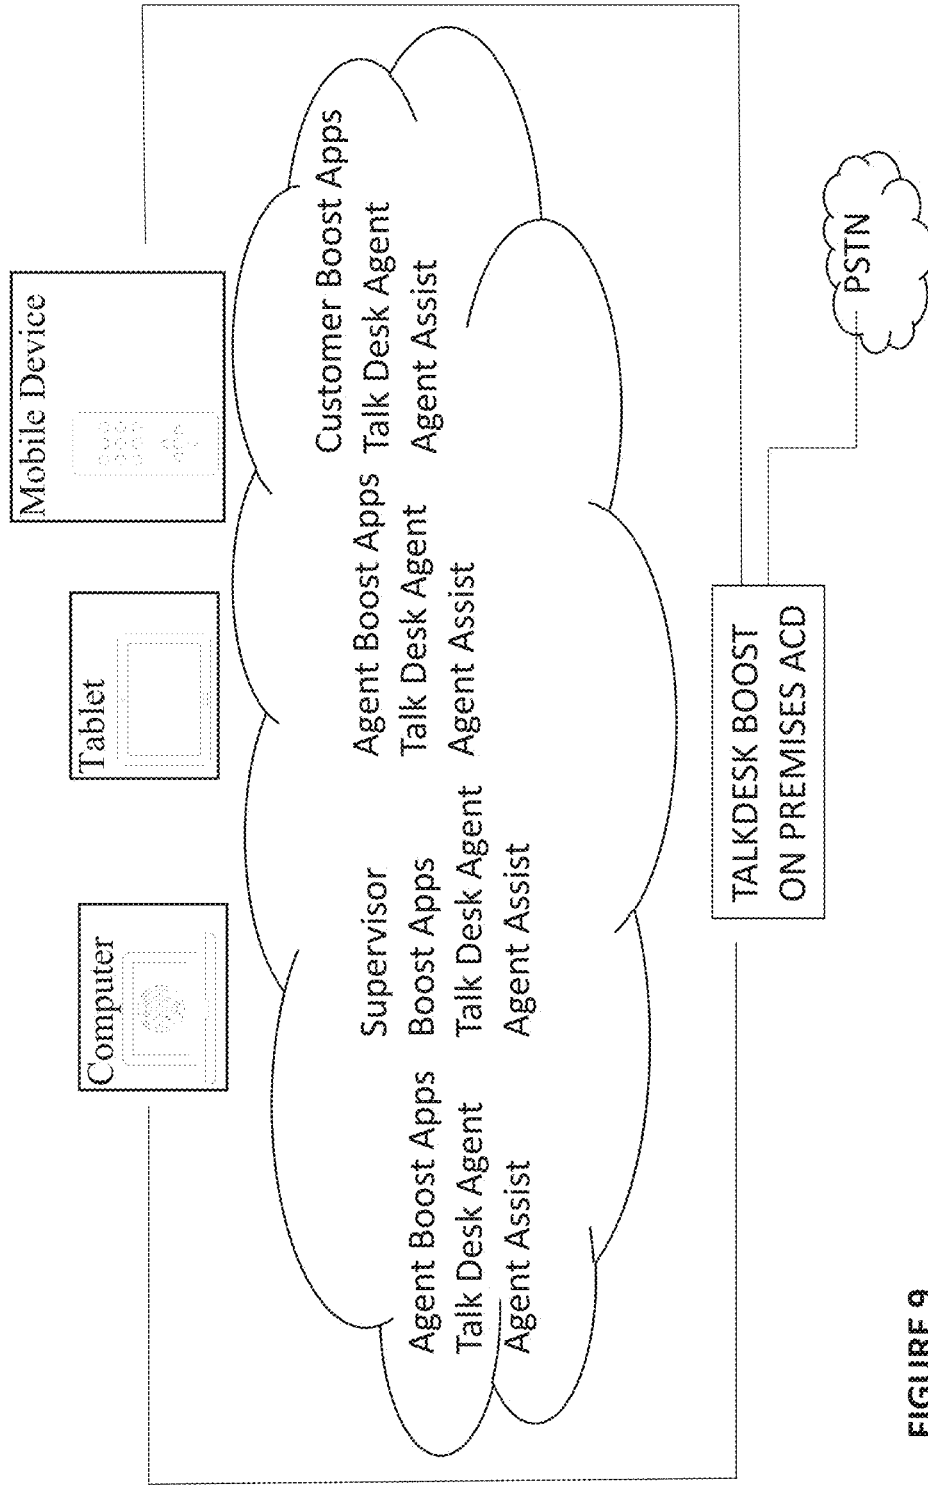 Computer
Tablet
Mobile Device
Agent Boost Apps
Talk Desk Agent
Agent Assist
Supervisor
Boost Apps
Talk Desk Agent
Agent Assist
Agent Boost Apps
Talk Desk Agent
Agent Assist
Customer Boost Apps
Talk Desk Agent
Agent Assist
TALKDESK BOOST
ON PREMISES ACD
PSTN
FIGURE 9